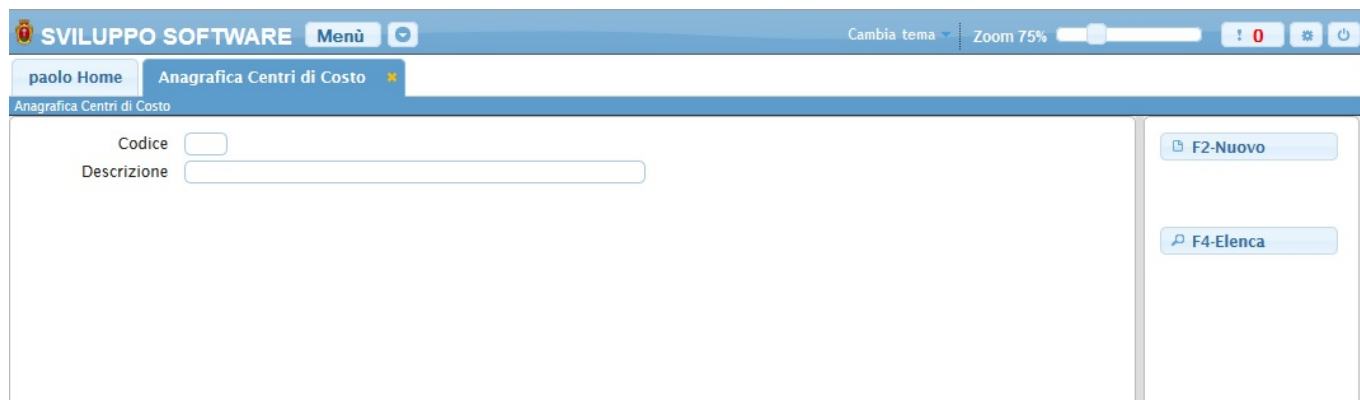 SVILUPPO SOFTWARE Menù Cambia tema Zoom 75% ! 0
paolo Home Anagrafica Centri di Costo
Anagrafica Centri di Costo
Codice
F2-Nuovo
Descrizione
F4-Elenca